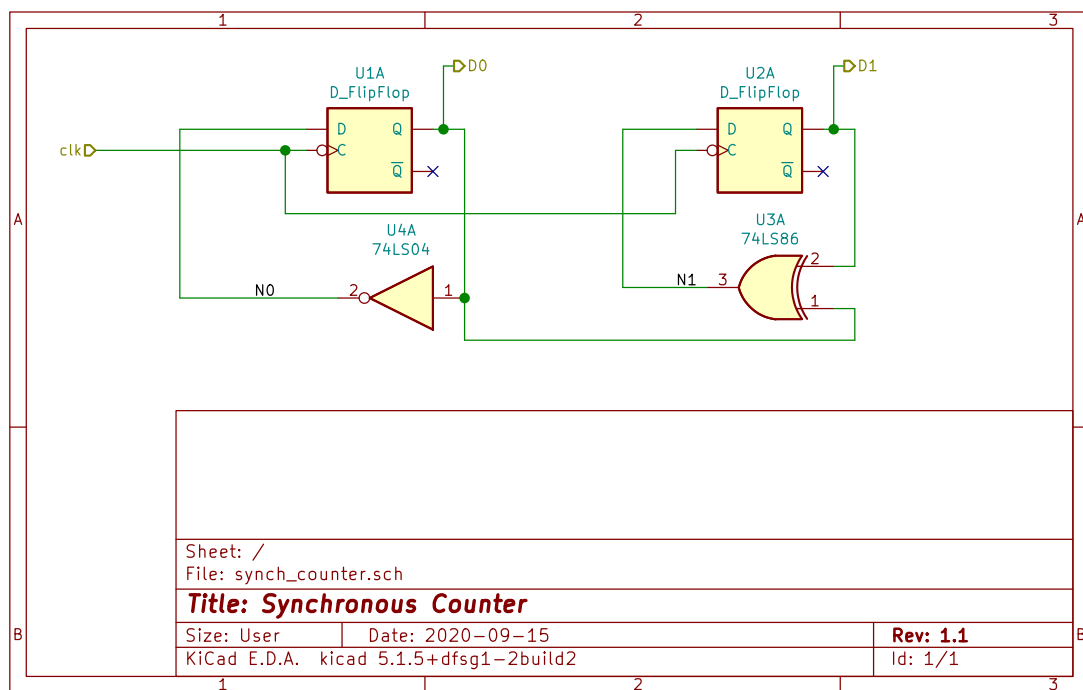 1 2 3
U1A
D_FlipFlop
D0
U2A
D_FlipFlop
D1
D Q
clk
C
Q
D Q
C
Q
A A
U4A
74LS04
U3A
74LS86
N0
2
1
N1
3
2
1
Sheet: /
File: synch_counter.sch
Title: Synchronous Counter
B B
Size: User Date: 2020-09-15 Rev: 1.1
KiCad E.D.A. kicad 5.1.5+dfsg1-2build2 Id: 1/1
1 2 3